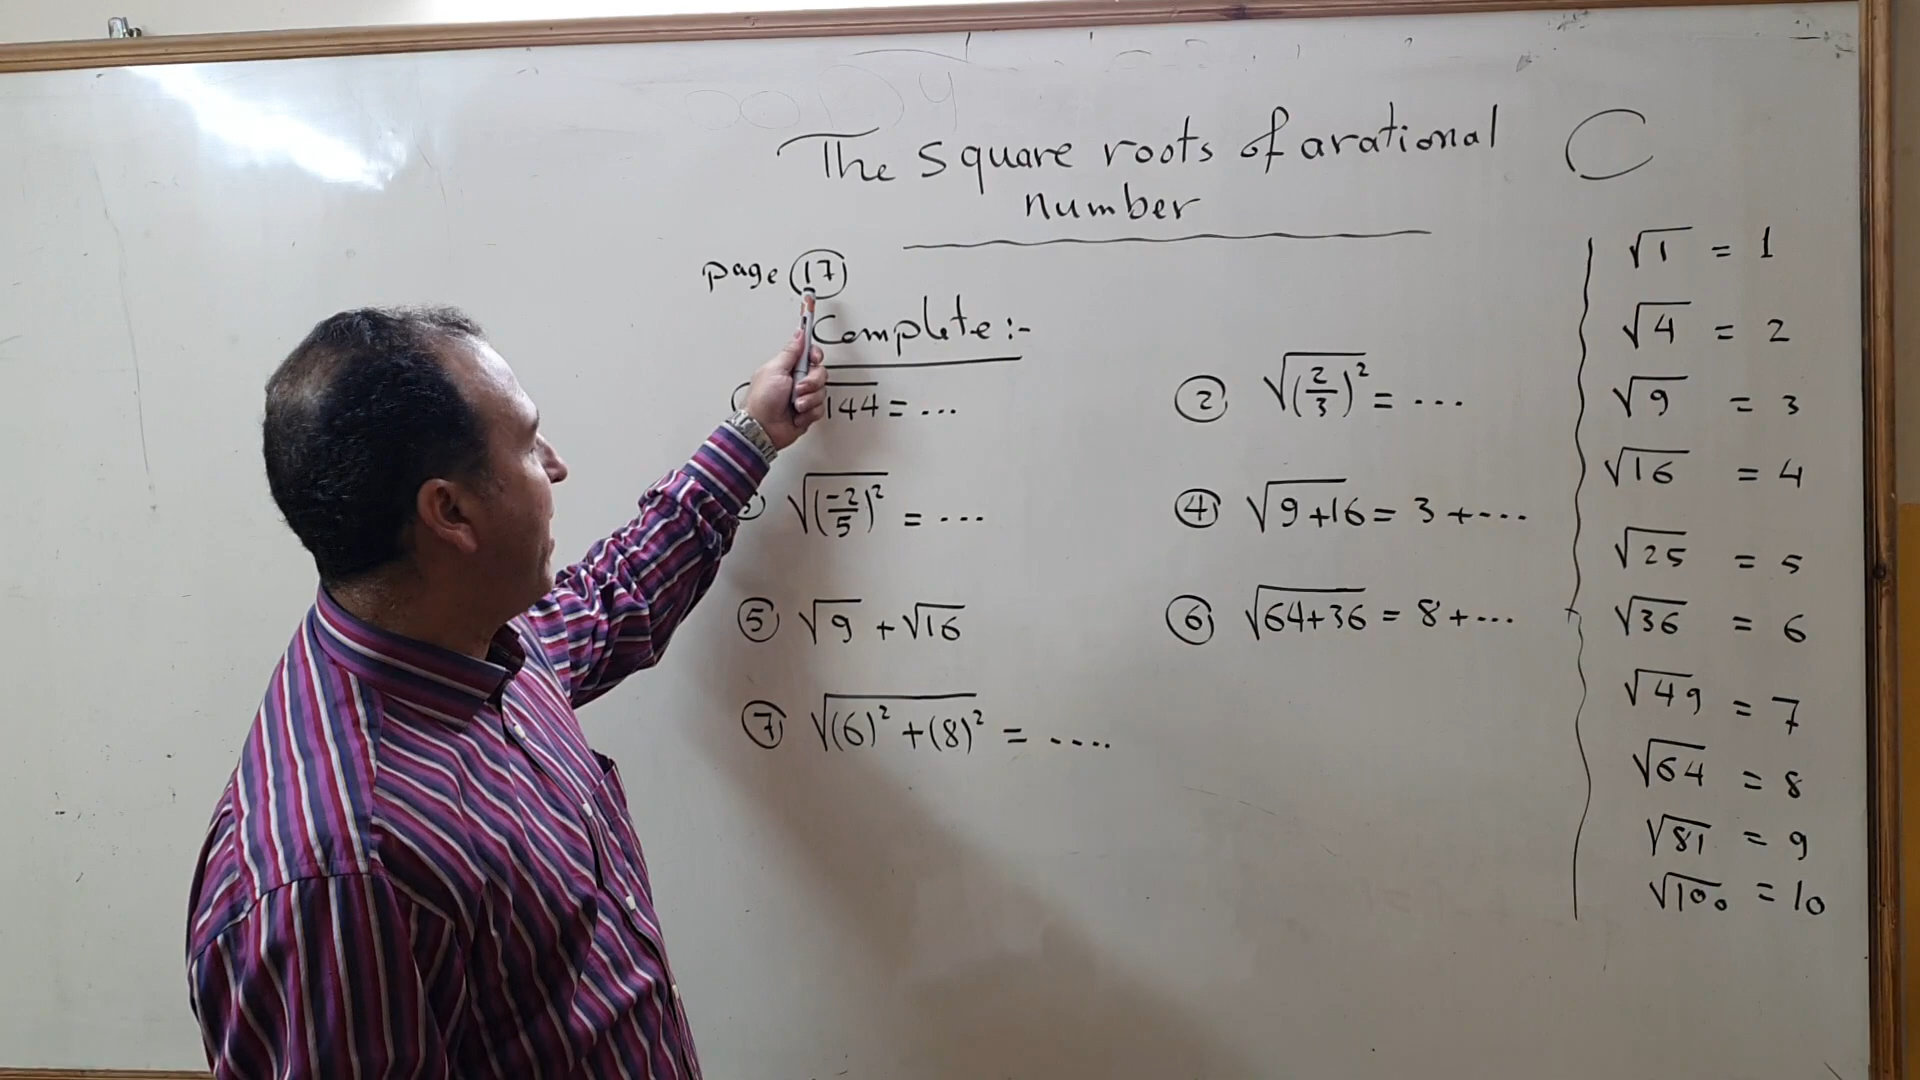 The square roots of arational
number
C
page 17
Complete:-
144 = ...
② √(2/3)² = ...
√(-2/5)² = ...
④ √9+16 = 3 + ...
⑤ √9 + √16
⑥ √64+36 = 8 + ...
⑦ √(6)² + (8)² = ....
√1 = 1
√4 = 2
√9 = 3
√16 = 4
√25 = 5
√36 = 6
√49 = 7
√64 = 8
√81 = 9
√100 = 10